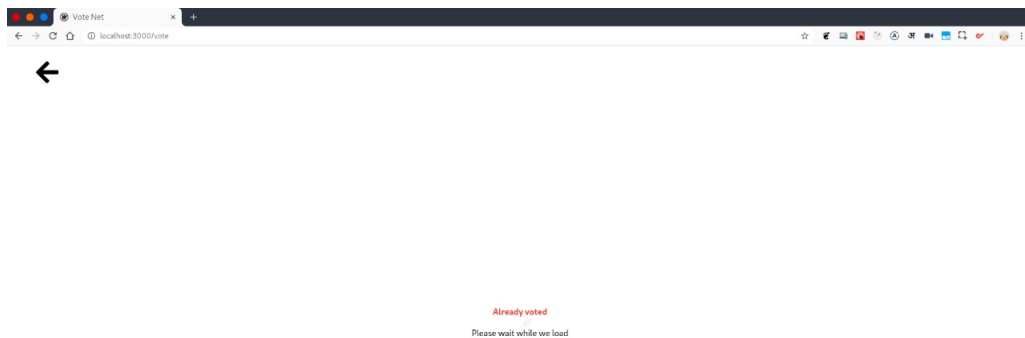 Vote Net
localhost:3000/vote
Already voted
Please wait while we load